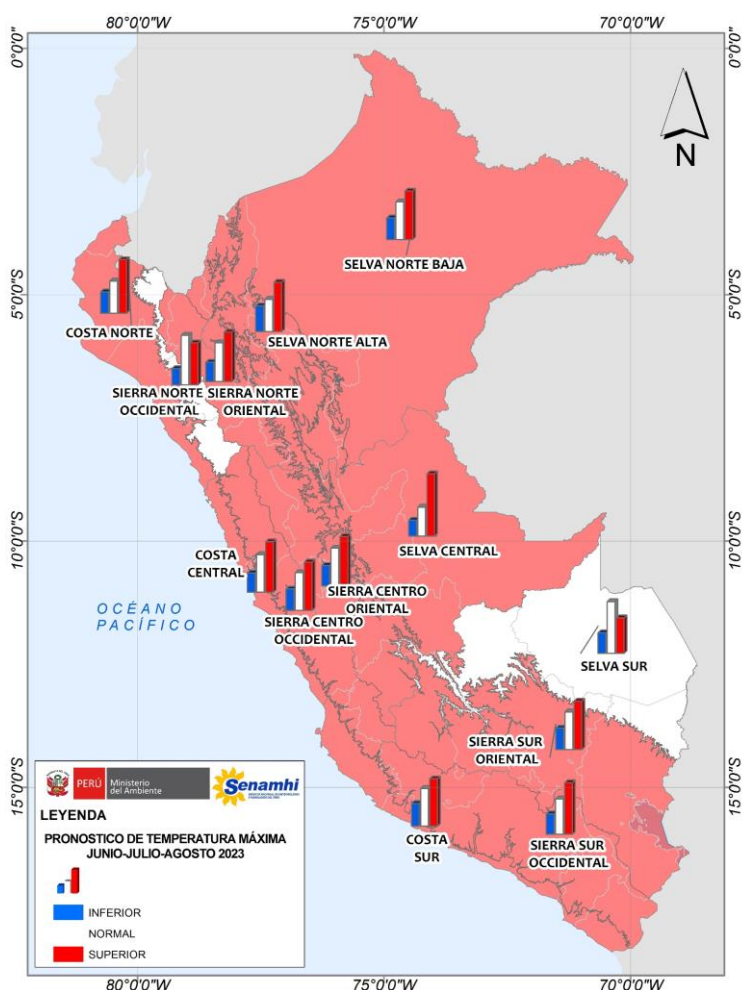 80°0'0"W
75°0'0"W
70°0'0"W
0°0'0"
0°0'0"
N
SELVA NORTE BAJA
5°0'0"S
5°0'0"S
COSTA NORTE
SELVA NORTE ALTA
SIERRA NORTE
OCCIDENTAL
SIERRA NORTE
ORIENTAL
10°0'0"S
10°0'0"S
SELVA CENTRAL
COSTA
CENTRAL
SIERRA CENTRO
ORIENTAL
SIERRA CENTRO
OCCIDENTAL
OCÉANO
PACÍFICO
SELVA SUR
SIERRA SUR
ORIENTAL
15°0'0"S
15°0'0"S
COSTA
SUR
SIERRA SUR
OCCIDENTAL
PERÚ
Ministerio
del Ambiente
Senamhi
LEYENDA
PRONOSTICO DE TEMPERATURA MÁXIMA
JUNIO-JULIO-AGOSTO 2023
INFERIOR
NORMAL
SUPERIOR
80°0'0"W
75°0'0"W
70°0'0"W